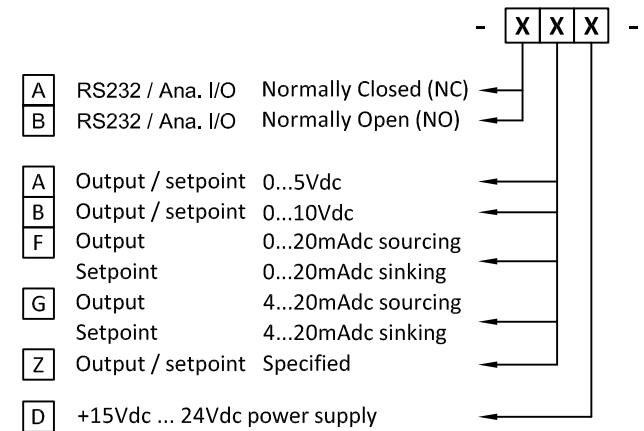 - X X X -
A RS232 / Ana. I/O Normally Closed (NC)
B RS232 / Ana. I/O Normally Open (NO)
A Output / setpoint 0...5Vdc
B Output / setpoint 0...10Vdc
F Output 0...20mAdc sourcing
Setpoint 0...20mAdc sinking
G Output 4...20mAdc sourcing
Setpoint 4...20mAdc sinking
Z Output / setpoint Specified
D +15Vdc ... 24Vdc power supply